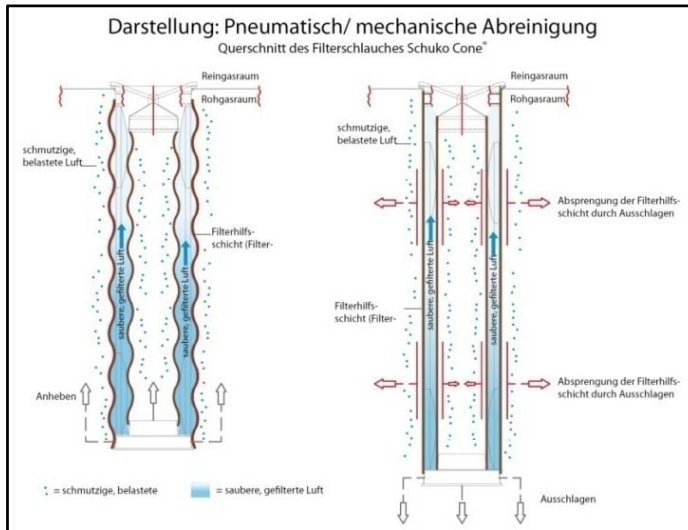 Darstellung: Pneumatisch/ mechanische Abreinigung
Querschnitt des Filterschlauches Schuko Cone®
Reingasraum
Rohgasraum
schmutzige,
belastete Luft
Filterhilfs-
schicht (Filter-
saubere, gefilterte Luft
saubere, gefilterte Luft
Anheben
Reingasraum
Rohgasraum
schmutzige,
belastete Luft
Absprengung der Filterhilfs-
schicht durch Ausschlagen
Filterhilfs-
schicht (Filter-
saubere, gefilterte Luft
saubere, gefilterte Luft
Absprengung der Filterhilfs-
schicht durch Ausschlagen
= schmutzige, belastete
= saubere, gefilterte Luft
Ausschlagen